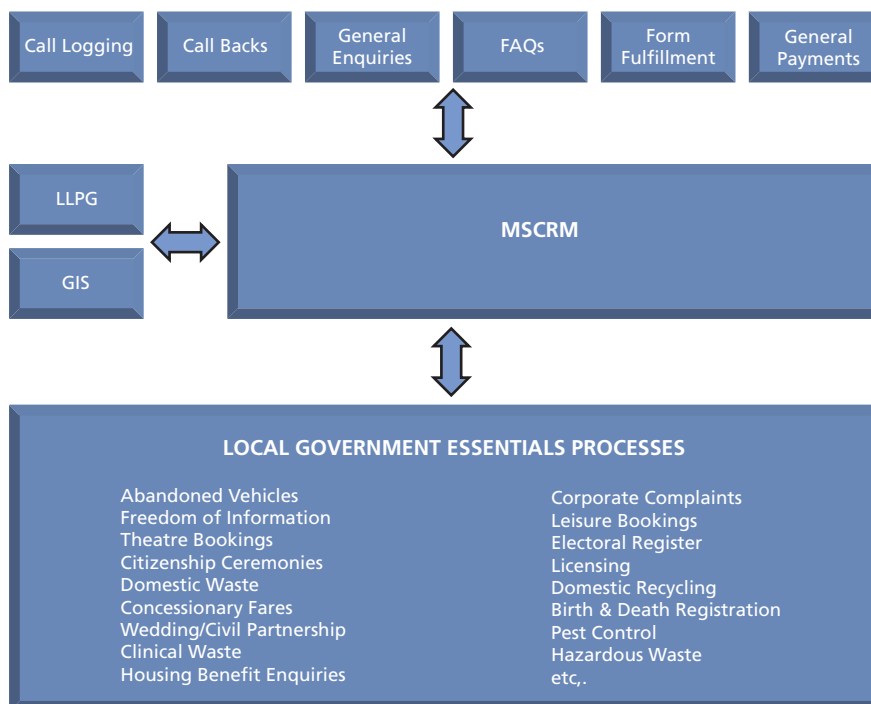 Call Logging
Call Backs
General
Enquiries
FAQs
Form
Fulfillment
General
Payments
LLPG
GIS
MSCRM
LOCAL GOVERNMENT ESSENTIALS PROCESSES
Abandoned Vehicles
Freedom of Information
Theatre Bookings
Citizenship Ceremonies
Domestic Waste
Concessionary Fares
Wedding/Civil Partnership
Clinical Waste
Housing Benefit Enquiries
Corporate Complaints
Leisure Bookings
Electoral Register
Licensing
Domestic Recycling
Birth & Death Registration
Pest Control
Hazardous Waste
etc,.